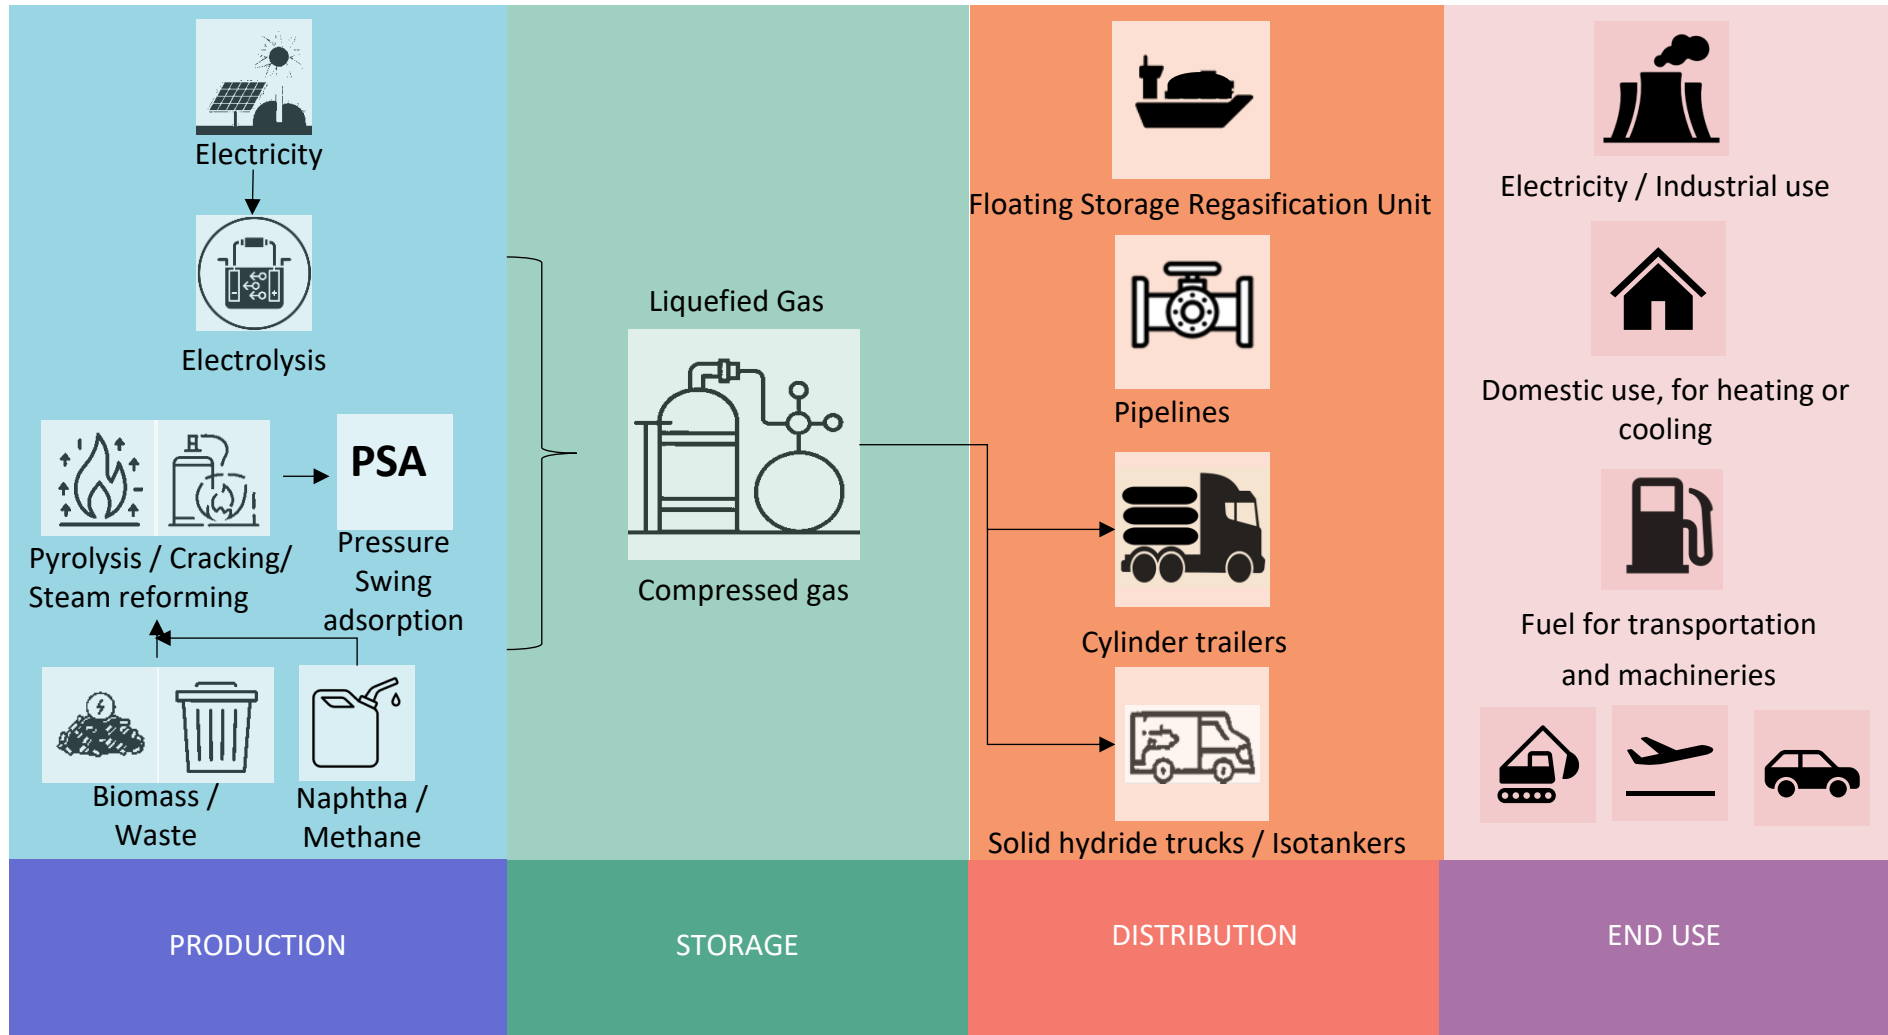 Electricity
Electrolysis
PSA
Pyrolysis / Cracking/
Steam reforming
Pressure
Swing
adsorption
Biomass /
Waste
Naphtha /
Methane
PRODUCTION
Liquefied Gas
Compressed gas
STORAGE
Floating Storage Regasification Unit
Pipelines
Cylinder trailers
Solid hydride trucks / Isotankers
DISTRIBUTION
Electricity / Industrial use
Domestic use, for heating or
cooling
Fuel for transportation
and machineries
END USE